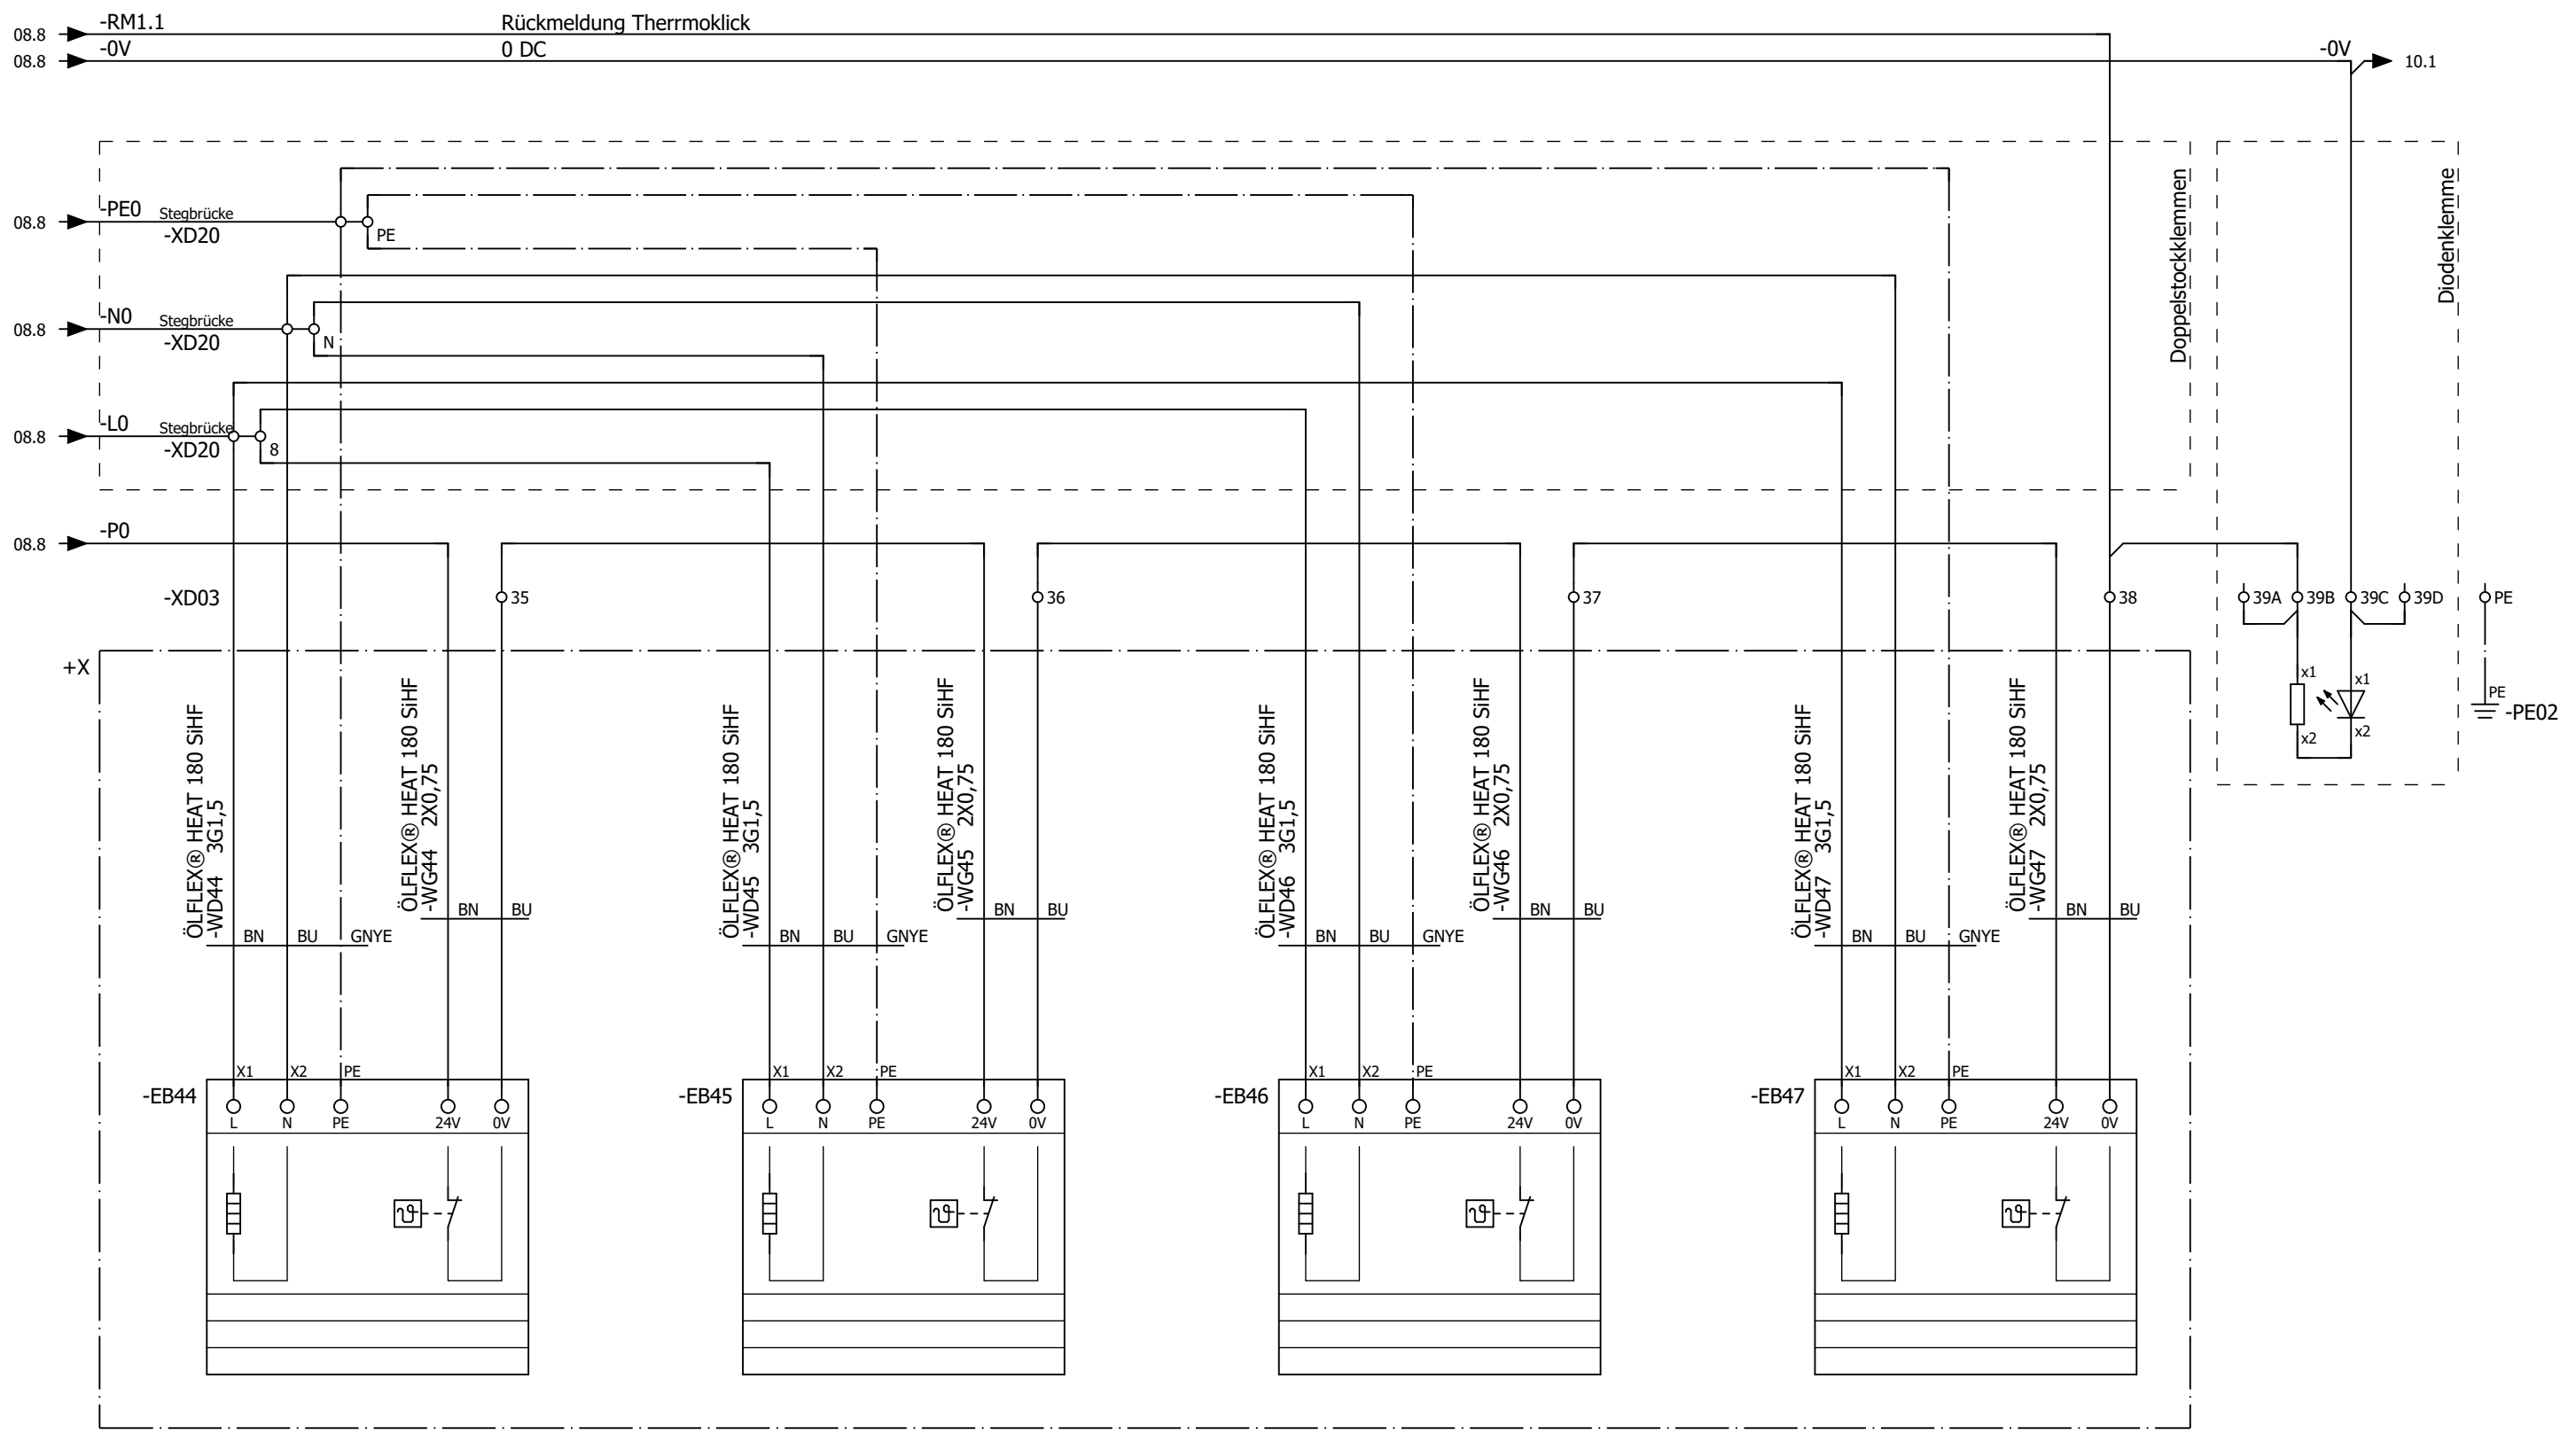 08.8 -RM1.1 Rückmeldung Therrmoklick
08.8 -0V 0 DC -0V 10.1
Doppelstockklemmen
Diodenklemme
08.8 -PE0 Stegbrücke
-XD20 PE
08.8 -N0 Stegbrücke
-XD20 N
08.8 -L0 Stegbrücke
-XD20 8
08.8 -P0
-XD03 35 36 37 38 39A 39B 39C 39D PE
+X
x1 x1
x2 x2
PE
-PE02
ÖLFLEX® HEAT 180 SiHF
-WD44 3G1,5
BN BU GNYE
ÖLFLEX® HEAT 180 SiHF
-WG44 2X0,75
BN BU
ÖLFLEX® HEAT 180 SiHF
-WD45 3G1,5
BN BU GNYE
ÖLFLEX® HEAT 180 SiHF
-WG45 2X0,75
BN BU
ÖLFLEX® HEAT 180 SiHF
-WD46 3G1,5
BN BU GNYE
ÖLFLEX® HEAT 180 SiHF
-WG46 2X0,75
BN BU
ÖLFLEX® HEAT 180 SiHF
-WD47 3G1,5
BN BU GNYE
ÖLFLEX® HEAT 180 SiHF
-WG47 2X0,75
BN BU
X1 X2 PE
-EB44
L N PE 24V 0V
ϑ
X1 X2 PE
-EB45
L N PE 24V 0V
ϑ
X1 X2 PE
-EB46
L N PE 24V 0V
ϑ
X1 X2 PE
-EB47
L N PE 24V 0V
ϑ